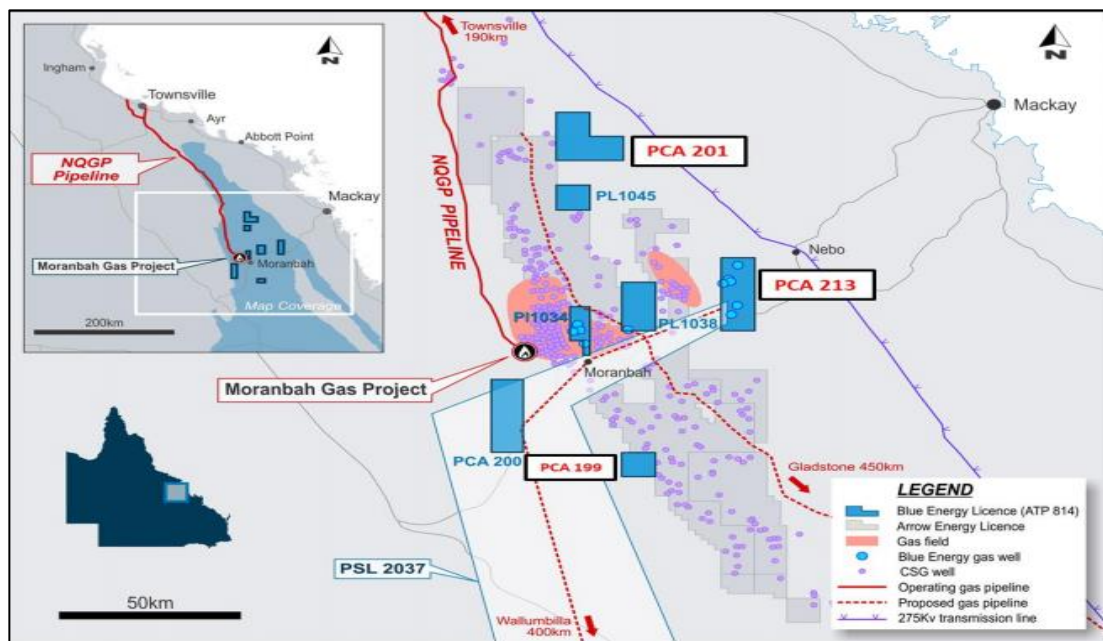 N
Ingham
Townsville
Ayr
Abbott Point
NQGP
Pipeline
Mackay
Moranbah Gas Project
Moranbah
Map Coverage
200km
Townsville
190km
NQGP PIPELINE
N
Mackay
PCA 201
PL1045
Nebo
PCA 213
Pl1034
PL1038
Moranbah Gas Project
Moranbah
PCA 200
PCA 199
Gladstone 450km
PSL 2037
50km
Wallumbilla
400km
LEGEND
Blue Energy Licence (ATP 814)
Arrow Energy Licence
Gas field
Blue Energy gas well
CSG well
Operating gas pipeline
Proposed gas pipeline
275Kv transmission line